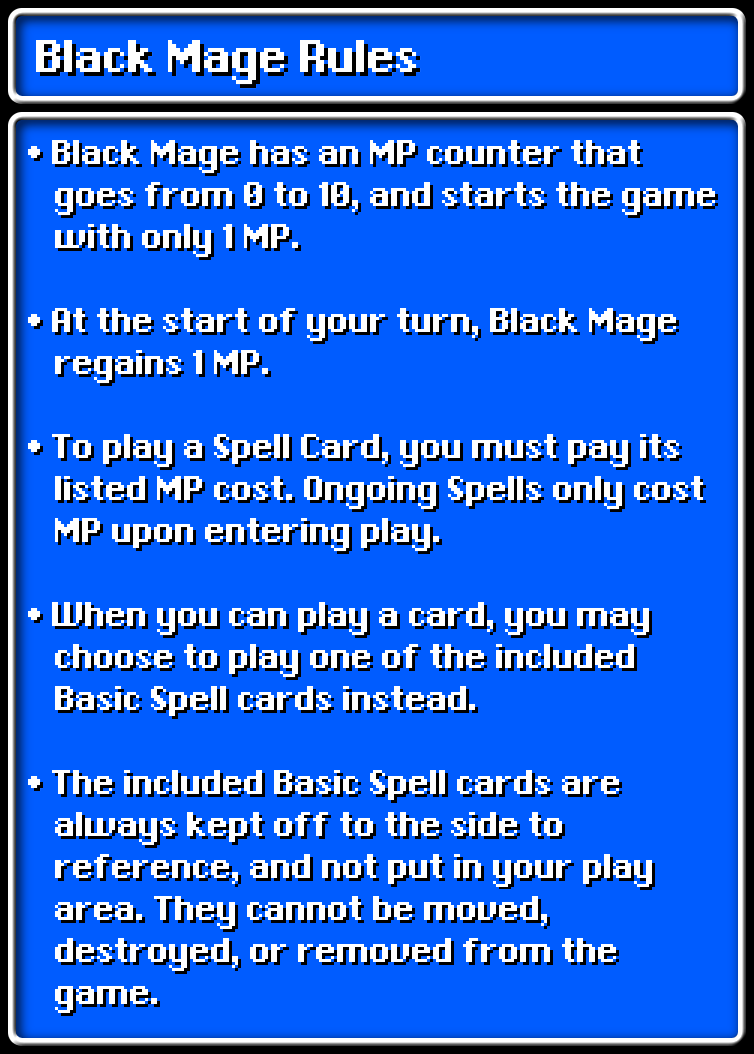 Black Mage Rules
• Black Mage has an MP counter that
goes from 0 to 10, and starts the game
with only 1 MP.
• At the start of your turn, Black Mage
regains 1 MP.
• To play a Spell Card, you must pay its
listed MP cost. Ongoing Spells only cost
MP upon entering play.
• When you can play a card, you may
choose to play one of the included
Basic Spell cards instead.
• The included Basic Spell cards are
always kept off to the side to
reference, and not put in your play
area. They cannot be moved,
destroyed, or removed from the
game.